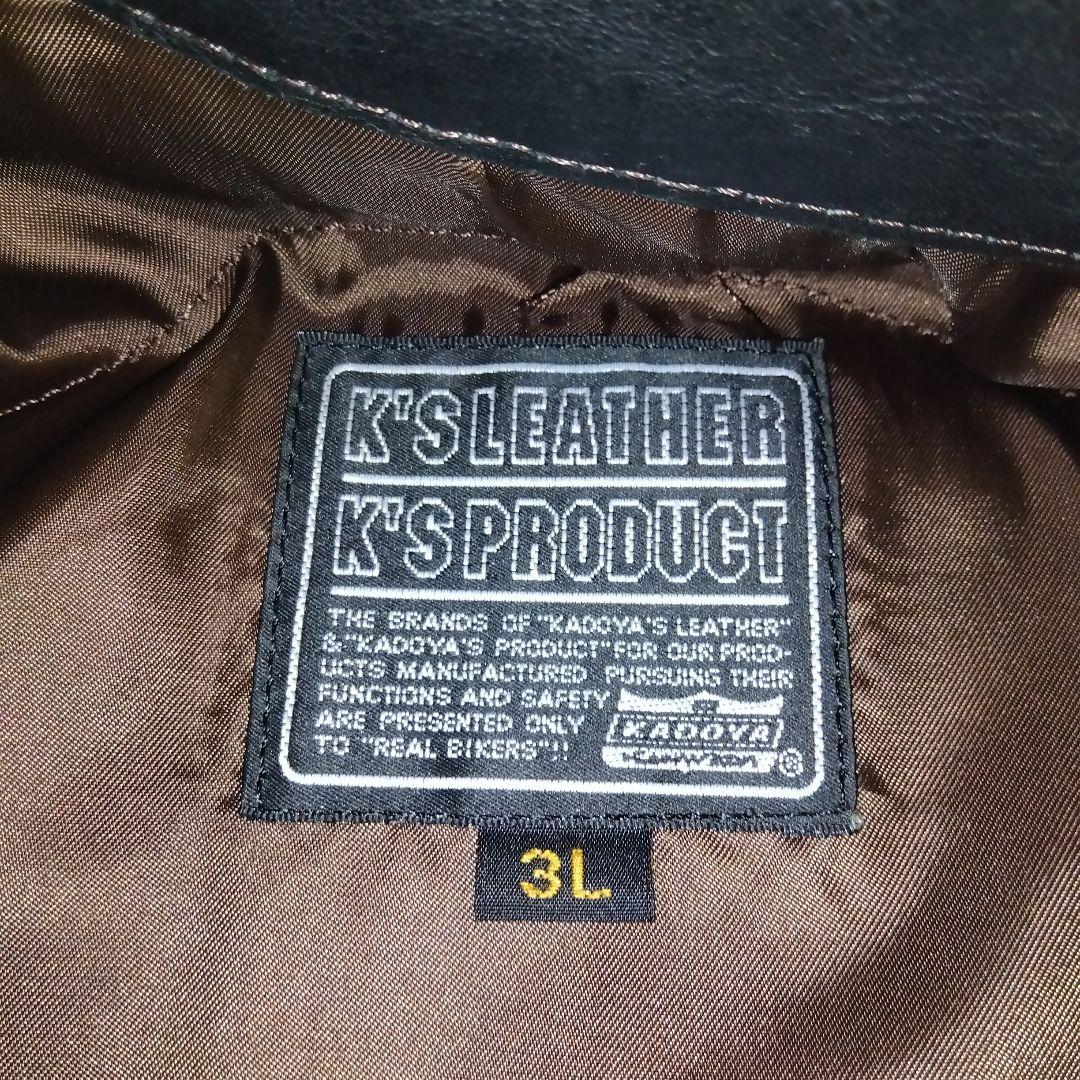 K'S LEATHER
K'S PRODUCT
THE BRANDS OF "KADOYA'S LEATHER"
& "KADOYA'S PRODUCT" FOR OUR PROD-
UCTS MANUFACTURED PURSUING THEIR
FUNCTIONS AND SAFETY
ARE PRESENTED ONLY
TO "REAL BIKERS"!!
KADOYA
®
3L